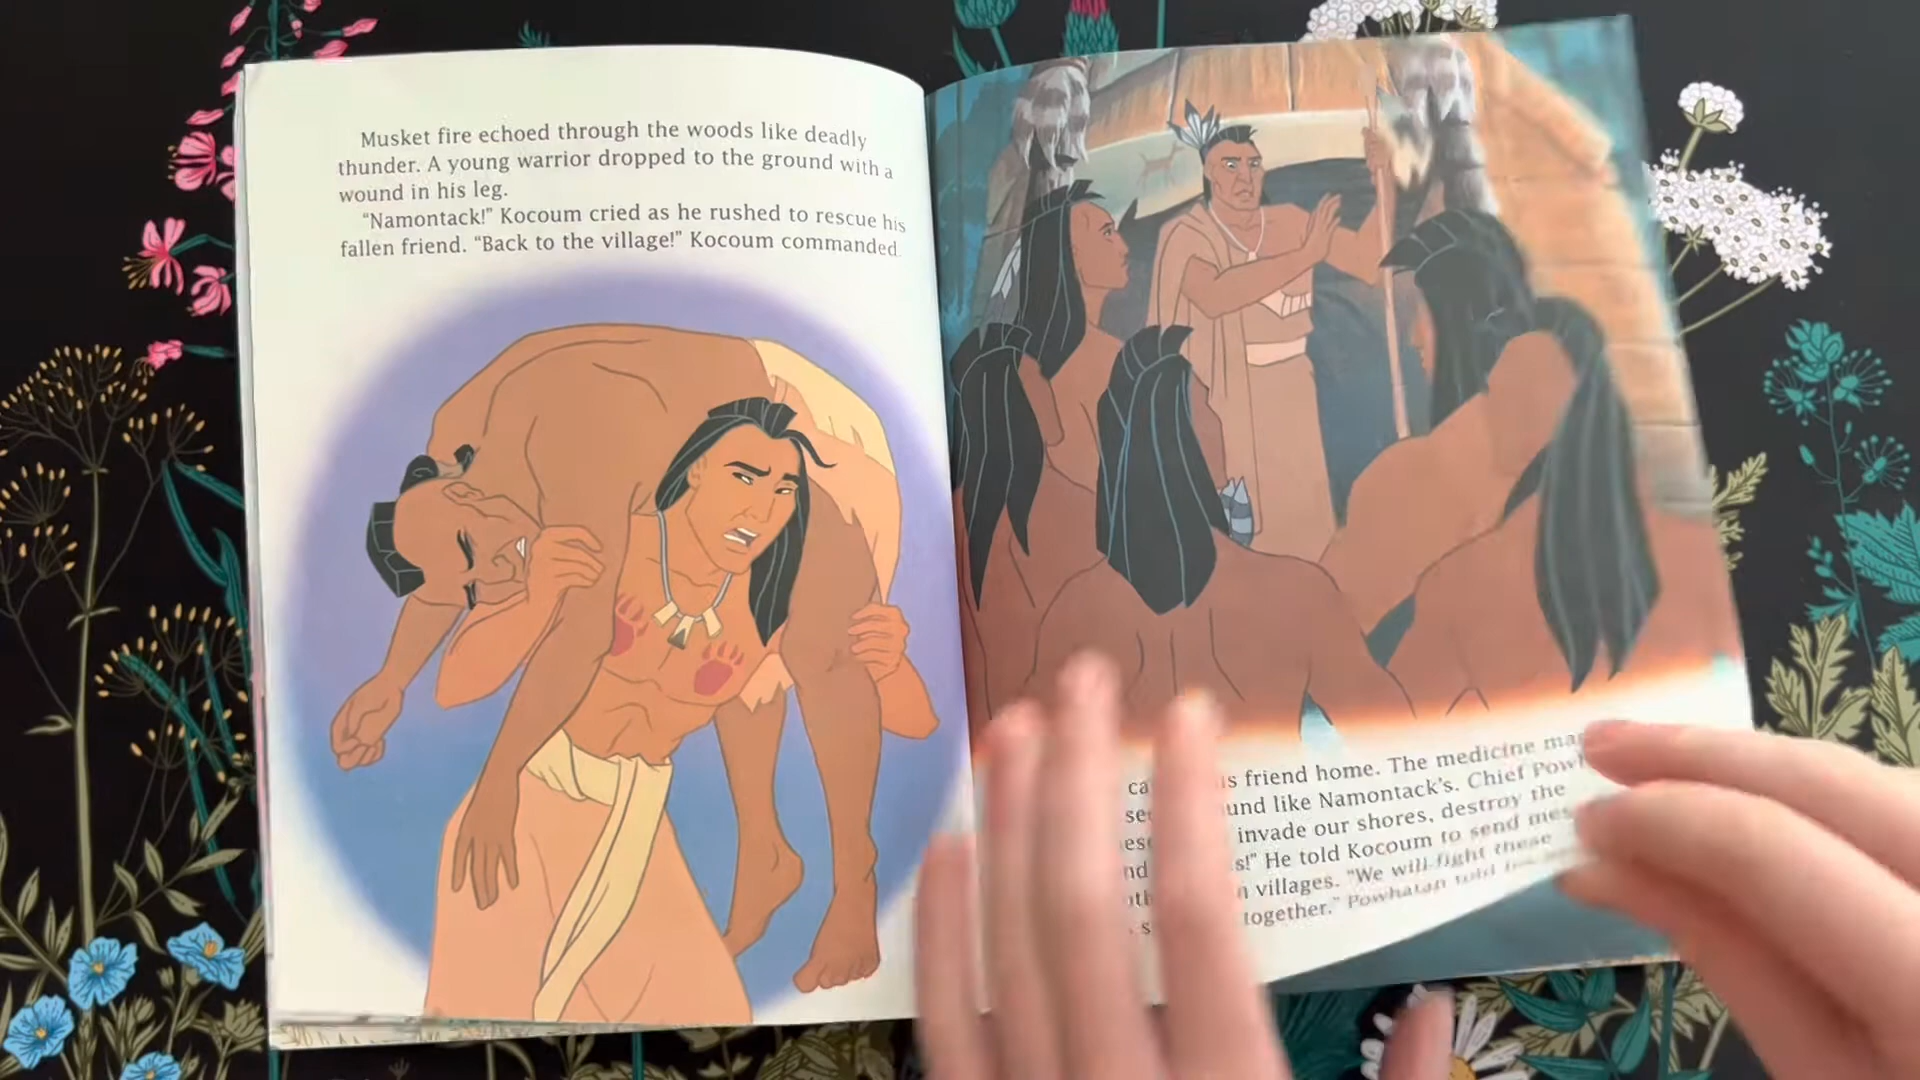 Musket fire echoed through the woods like deadly
thunder. A young warrior dropped to the ground with a
wound in his leg.
“Namontack!” Kocoum cried as he rushed to rescue his
fallen friend. “Back to the village!” Kocoum commanded.
friend home. The medicine
like Namontack's. Chief
invade our shores, destroy the
He told Kocoum to send
villages. “We will fight these
together.” Powhatan told